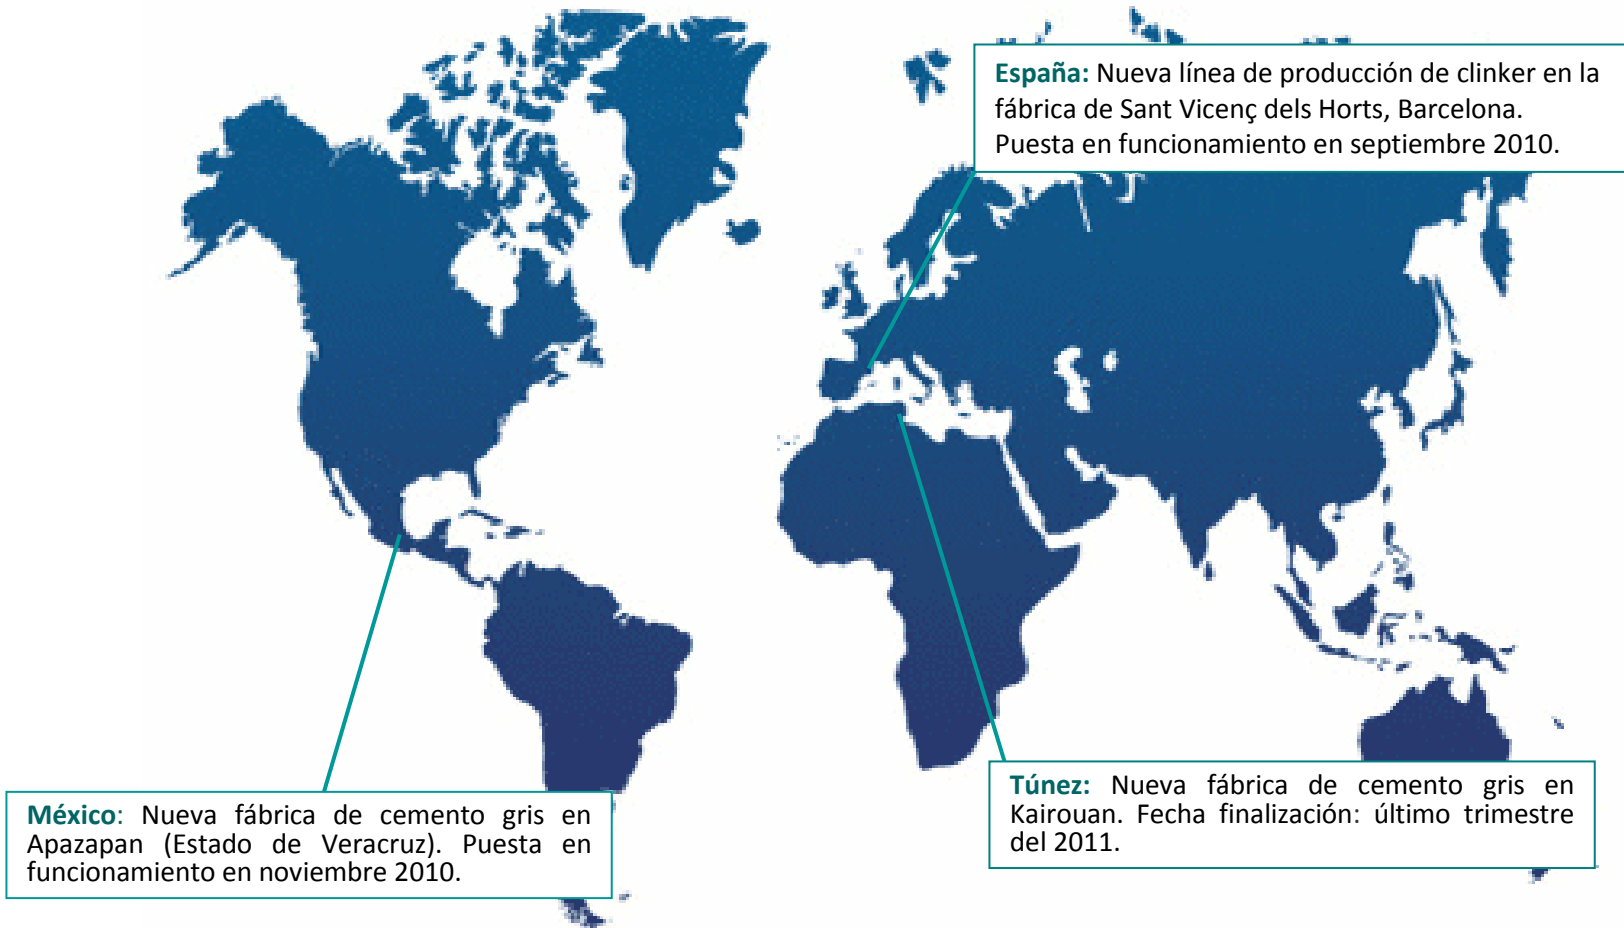 España: Nueva línea de producción de clinker en la
fábrica de Sant Vicenç dels Horts, Barcelona.
Puesta en funcionamiento en septiembre 2010.
México: Nueva fábrica de cemento gris en
Apazapan (Estado de Veracruz). Puesta en
funcionamiento en noviembre 2010.
Túnez: Nueva fábrica de cemento gris en
Kairouan. Fecha finalización: último trimestre
del 2011.